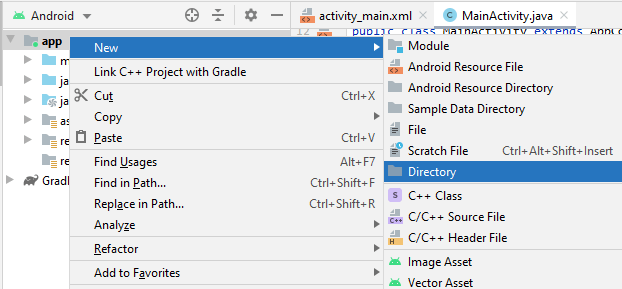 Android
activity_main.xml
MainActivity.java
app
12
public class MainActivity extends AppCo
m
ja
ja
as
re
re
Gradl
New
Link C++ Project with Gradle
Cut Ctrl+X
Copy
Paste Ctrl+V
Find Usages Alt+F7
Find in Path... Ctrl+Shift+F
Replace in Path... Ctrl+Shift+R
Analyze
Refactor
Add to Favorites
Module
Android Resource File
Android Resource Directory
Sample Data Directory
File
Scratch File Ctrl+Alt+Shift+Insert
Directory
S C++ Class
C++ C/C++ Source File
H C/C++ Header File
Image Asset
Vector Asset